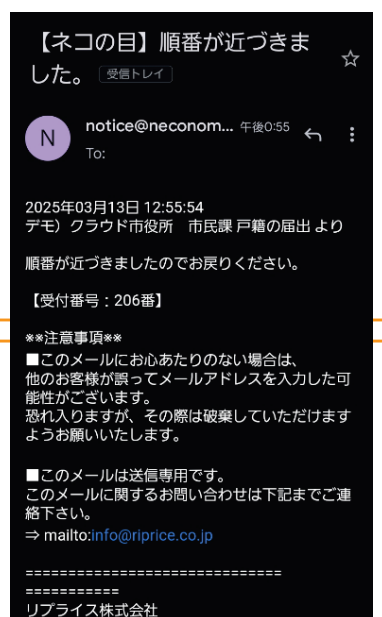 【ネコの目】順番が近づきま
した。 受信トレイ
N
notice@neconom... 午後0:55
To:
2025年03月13日 12:55:54
デモ）クラウド市役所　市民課 戸籍の届出 より
順番が近づきましたのでお戻りください。
【受付番号：206番】
**注意事項**
■このメールにお心あたりのない場合は、
他のお客様が誤ってメールアドレスを入力した可
能性がございます。
恐れ入りますが、その際は破棄していただけます
ようお願いいたします。
■このメールは送信専用です。
このメールに関するお問い合わせは下記までご連
絡下さい。
⇒ mailto:info@riprice.co.jp
==============================
===========
リプライス株式会社